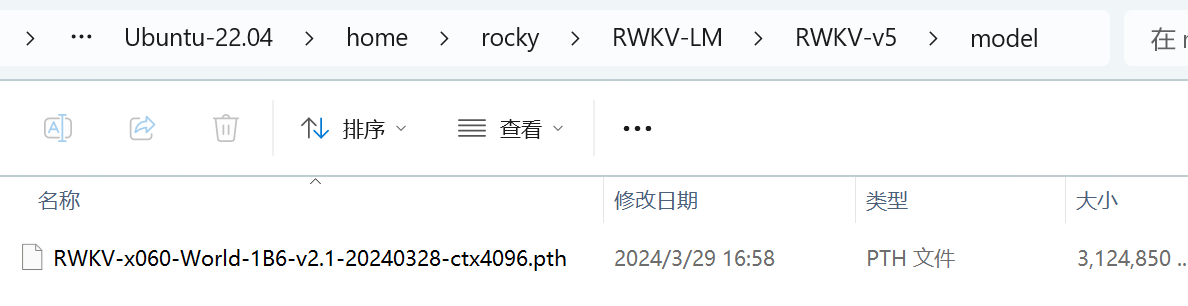 > ... Ubuntu-22.04 > home > rocky > RWKV-LM > RWKV-v5 > model 在
排序 查看 ...
名称 修改日期 类型 大小
RWKV-x060-World-1B6-v2.1-20240328-ctx4096.pth 2024/3/29 16:58 PTH 文件 3,124,850 ..